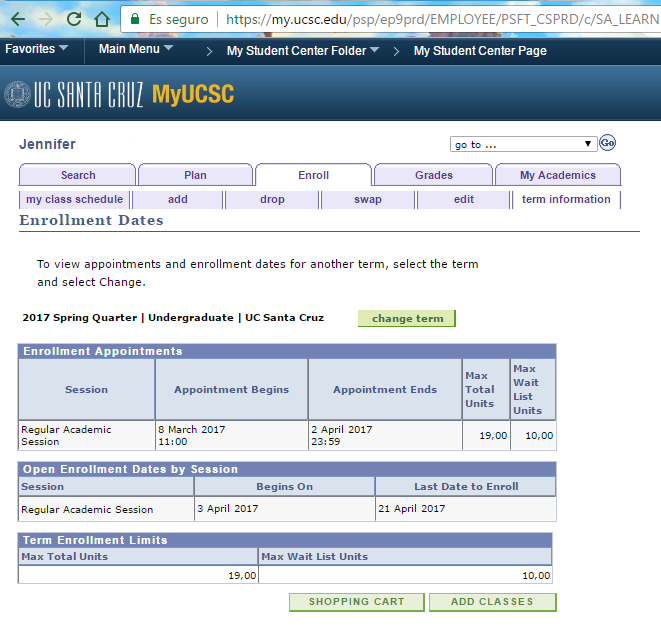 Es seguro https://my.ucsc.edu/psp/ep9prd/EMPLOYEE/PSFT_CSPRD/c/SA_LEARN
Favorites Main Menu > My Student Center Folder > My Student Center Page
UC SANTA CRUZ MyUCSC
Jennifer go to ... Go
Search Plan Enroll Grades My Academics
my class schedule add drop swap edit term information
Enrollment Dates
To view appointments and enrollment dates for another term, select the term
and select Change.
2017 Spring Quarter | Undergraduate | UC Santa Cruz change term
Enrollment Appointments
Session Appointment Begins Appointment Ends Max Total Units Max Wait List Units
Regular Academic Session 8 March 2017 11:00 2 April 2017 23:59 19,00 10,00
Open Enrollment Dates by Session
Session Begins On Last Date to Enroll
Regular Academic Session 3 April 2017 21 April 2017
Term Enrollment Limits
Max Total Units Max Wait List Units
19,00 10,00
SHOPPING CART ADD CLASSES